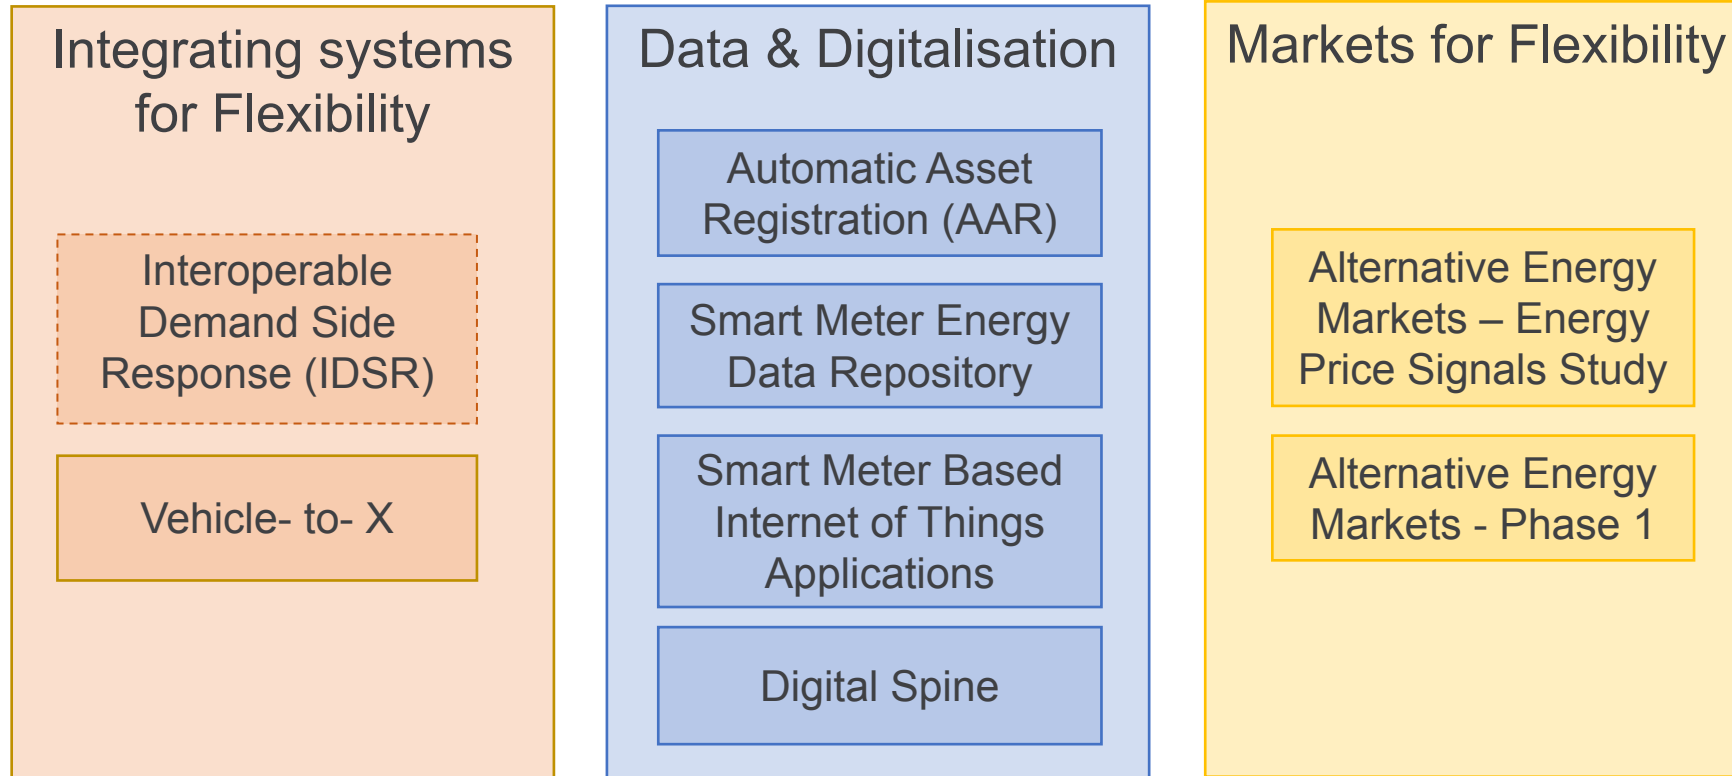 Integrating systems
for Flexibility
Interoperable
Demand Side
Response (IDSR)
Vehicle- to- X
Data & Digitalisation
Automatic Asset
Registration (AAR)
Smart Meter Energy
Data Repository
Smart Meter Based
Internet of Things
Applications
Digital Spine
Markets for Flexibility
Alternative Energy
Markets – Energy
Price Signals Study
Alternative Energy
Markets - Phase 1